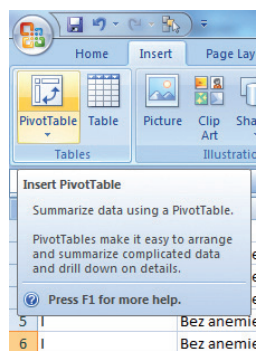 Home Insert Page Lay
PivotTable Table Picture Clip Art Sha
Tables Illustratio
Insert PivotTable
Summarize data using a PivotTable.
PivotTables make it easy to arrange
and summarize complicated data
and drill down on details.
Press F1 for more help.
5 I Bez anemie
6 I Bez anemie